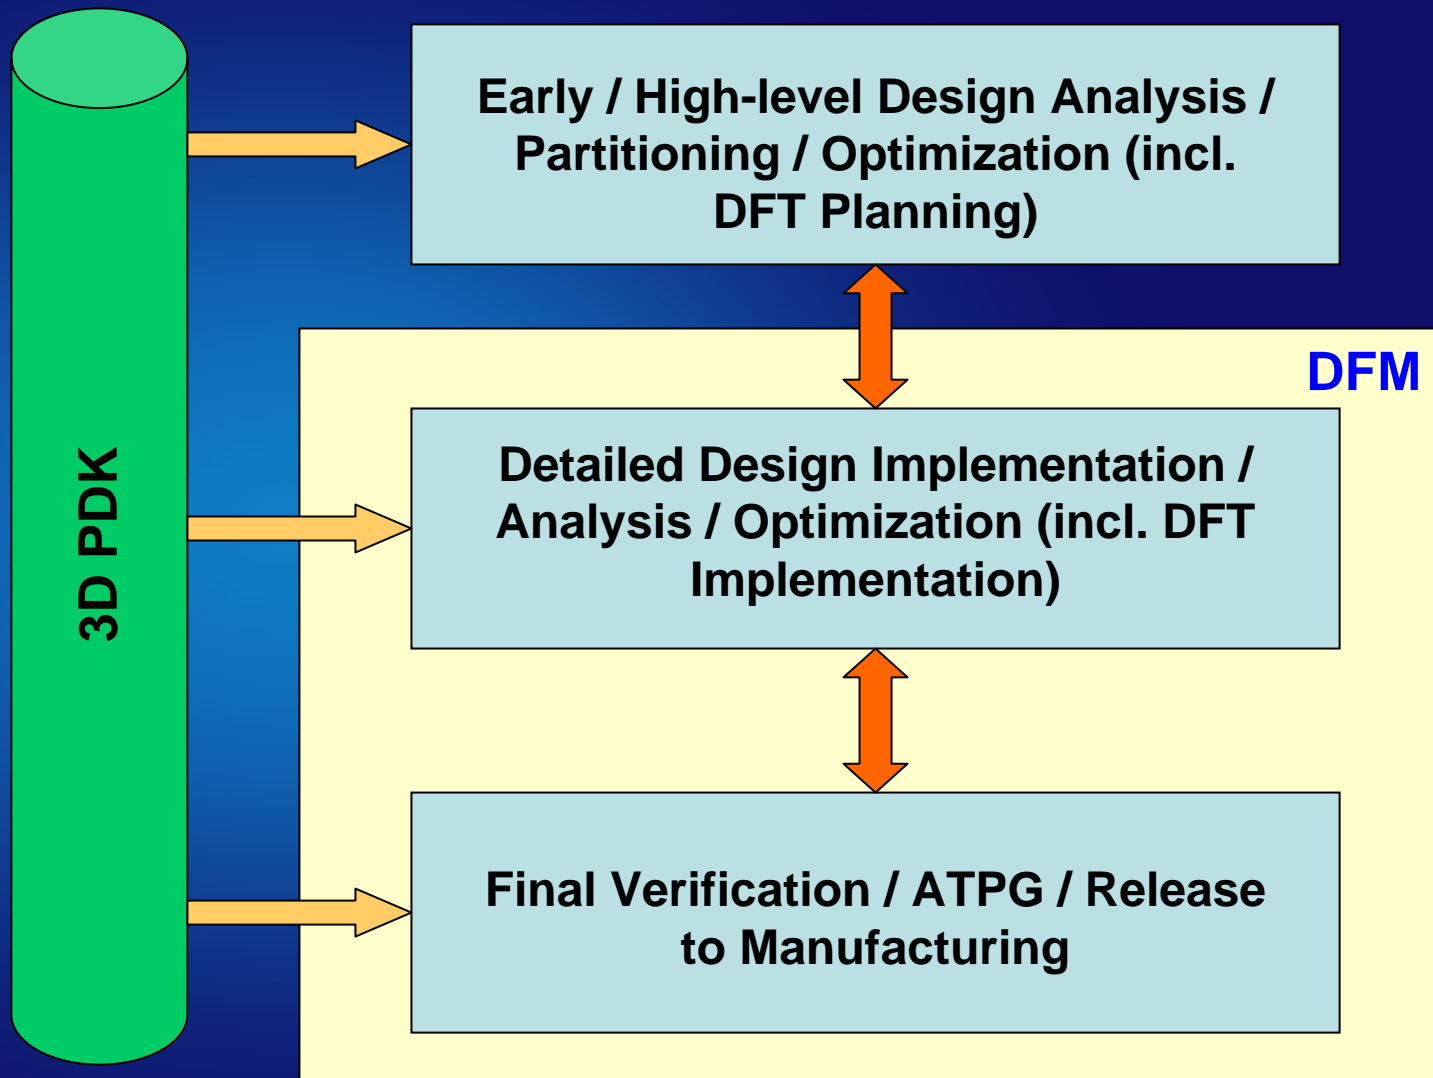 Early / High-level Design Analysis /
Partitioning / Optimization (incl.
DFT Planning)
DFM
3D PDK
Detailed Design Implementation /
Analysis / Optimization (incl. DFT
Implementation)
Final Verification / ATPG / Release
to Manufacturing